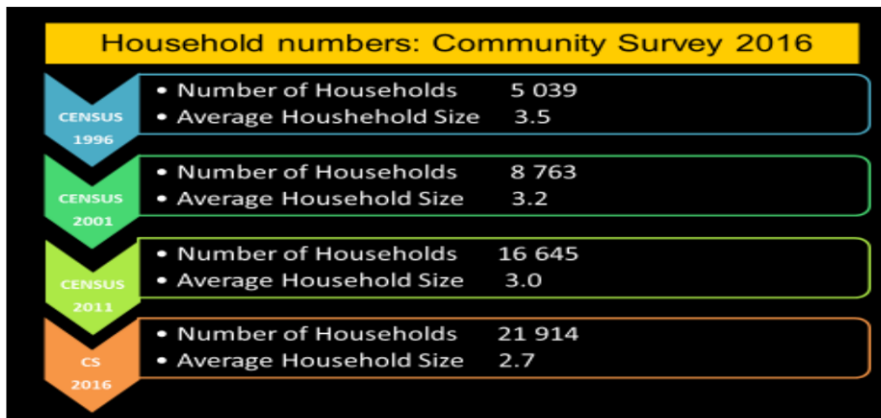 Household numbers: Community Survey 2016
CENSUS
1996
• Number of Households 5 039
• Average Houshehold Size 3.5
CENSUS
2001
• Number of Households 8 763
• Average Household Size 3.2
CENSUS
2011
• Number of Households 16 645
• Average Household Size 3.0
CS
2016
• Number of Households 21 914
• Average Household Size 2.7